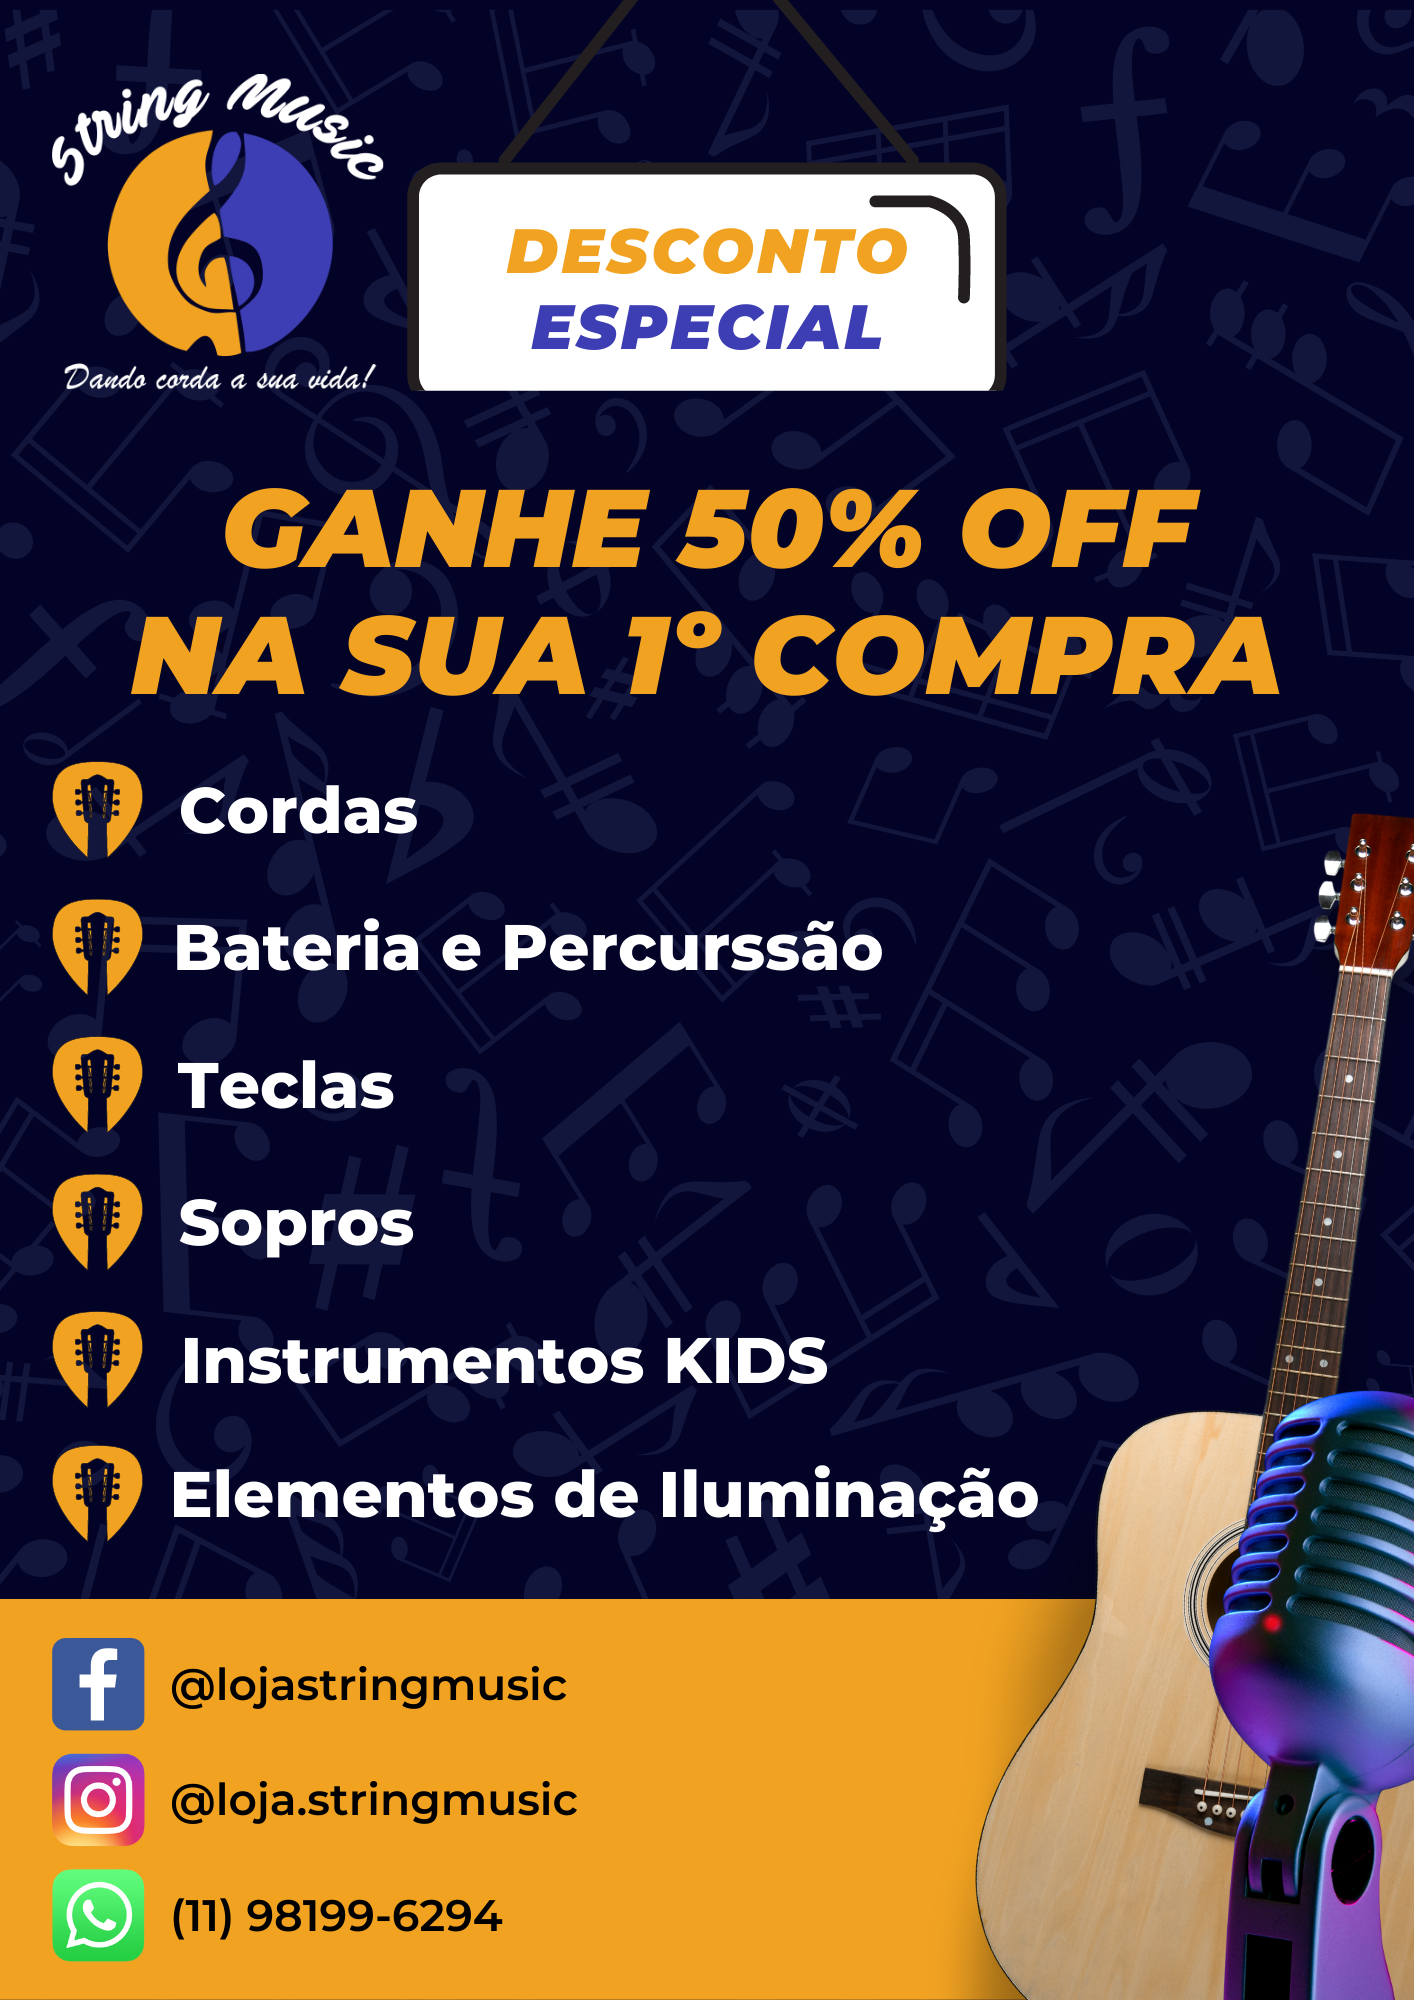 String Music
Dando corda a sua vida!
DESCONTO
ESPECIAL
GANHE 50% OFF
NA SUA 1º COMPRA
Cordas
Bateria e Percurssão
Teclas
Sopros
Instrumentos KIDS
Elementos de Iluminação
@lojastringmusic
@loja.stringmusic
(11) 98199-6294